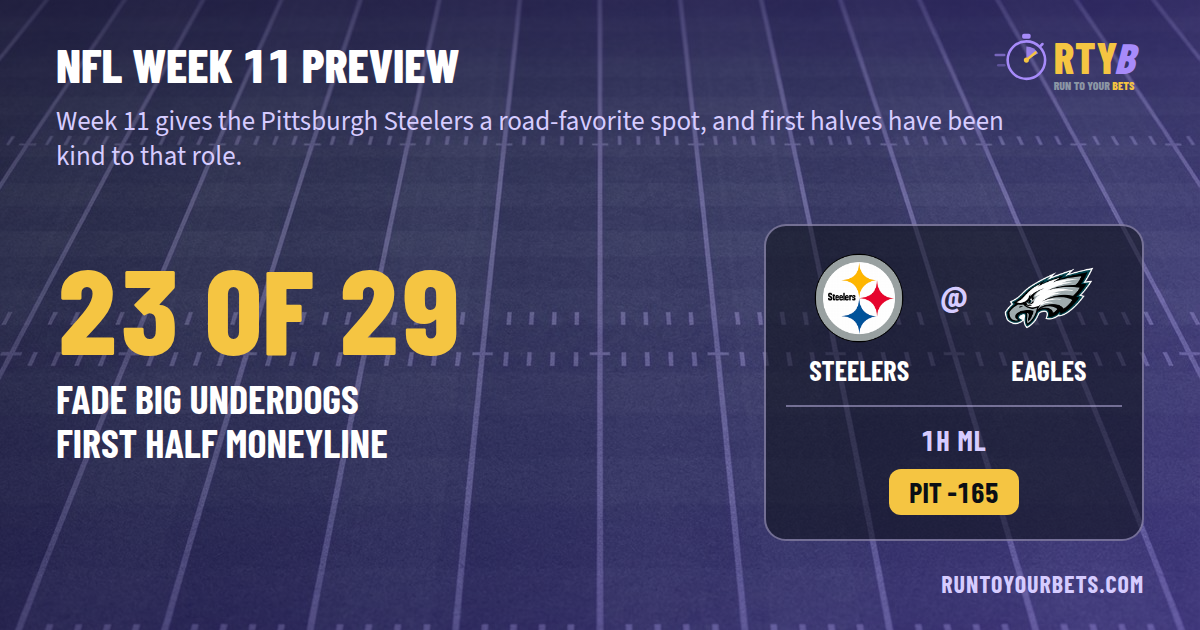 NFL WEEK 11 PREVIEW
RTYB
RUN TO YOUR BETS
Week 11 gives the Pittsburgh Steelers a road-favorite spot, and first halves have been
kind to that role.
23 OF 29
FADE BIG UNDERDOGS
FIRST HALF MONEYLINE
Steelers
@
STEELERS
EAGLES
1H ML
PIT -165
RUNTOYOURBETS.COM